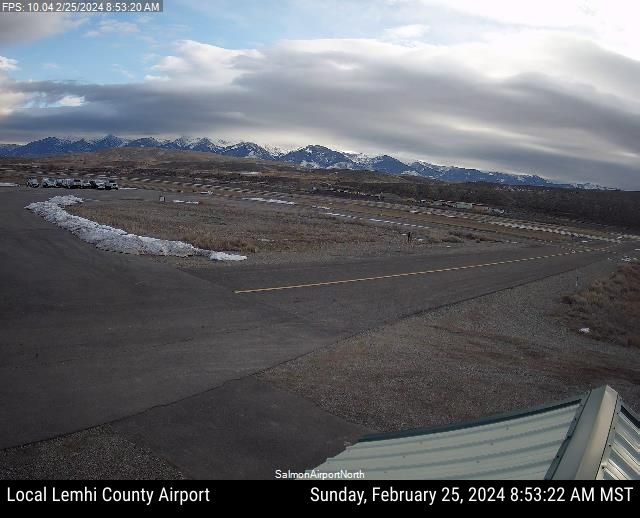 FPS: 10.04 2/25/2024 8:53:20 AM
SalmonAirportNorth
Local Lemhi County Airport
Sunday, February 25, 2024 8:53:22 AM MST